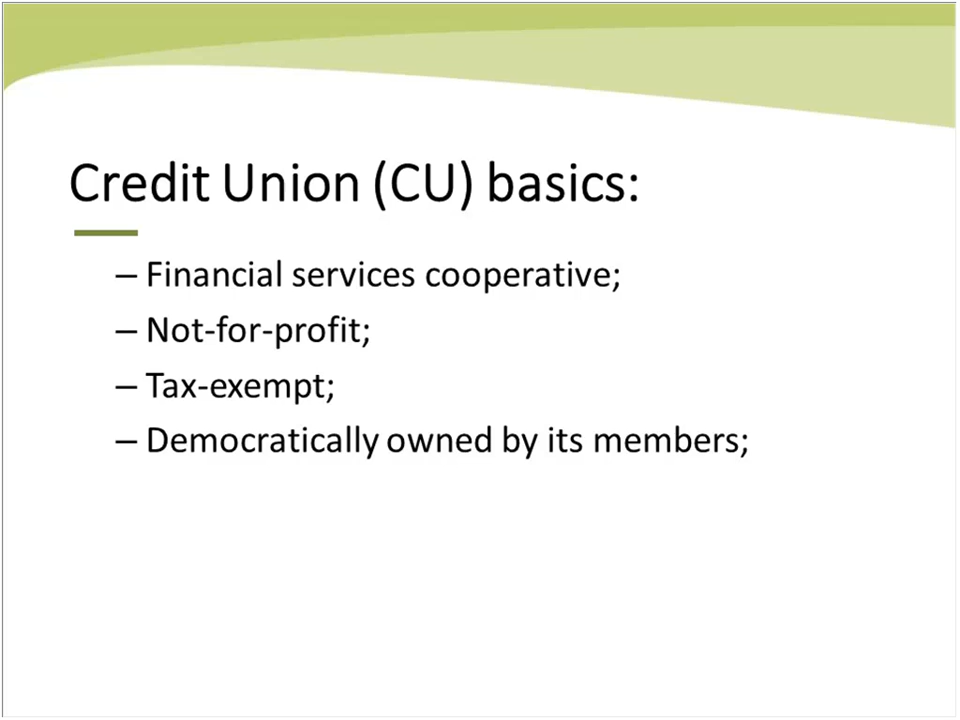 Credit Union (CU) basics:
– Financial services cooperative;
– Not-for-profit;
– Tax-exempt;
– Democratically owned by its members;